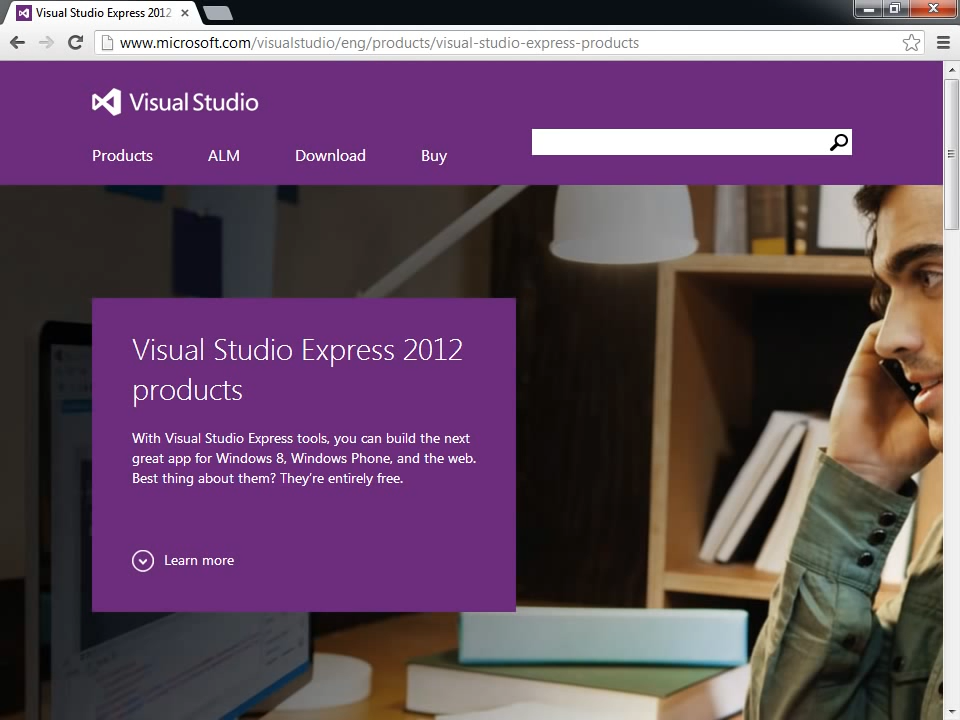 Visual Studio Express 2012
www.microsoft.com/visualstudio/eng/products/visual-studio-express-products
Visual Studio
Products ALM Download Buy
Visual Studio Express 2012
products
With Visual Studio Express tools, you can build the next
great app for Windows 8, Windows Phone, and the web.
Best thing about them? They're entirely free.
Learn more